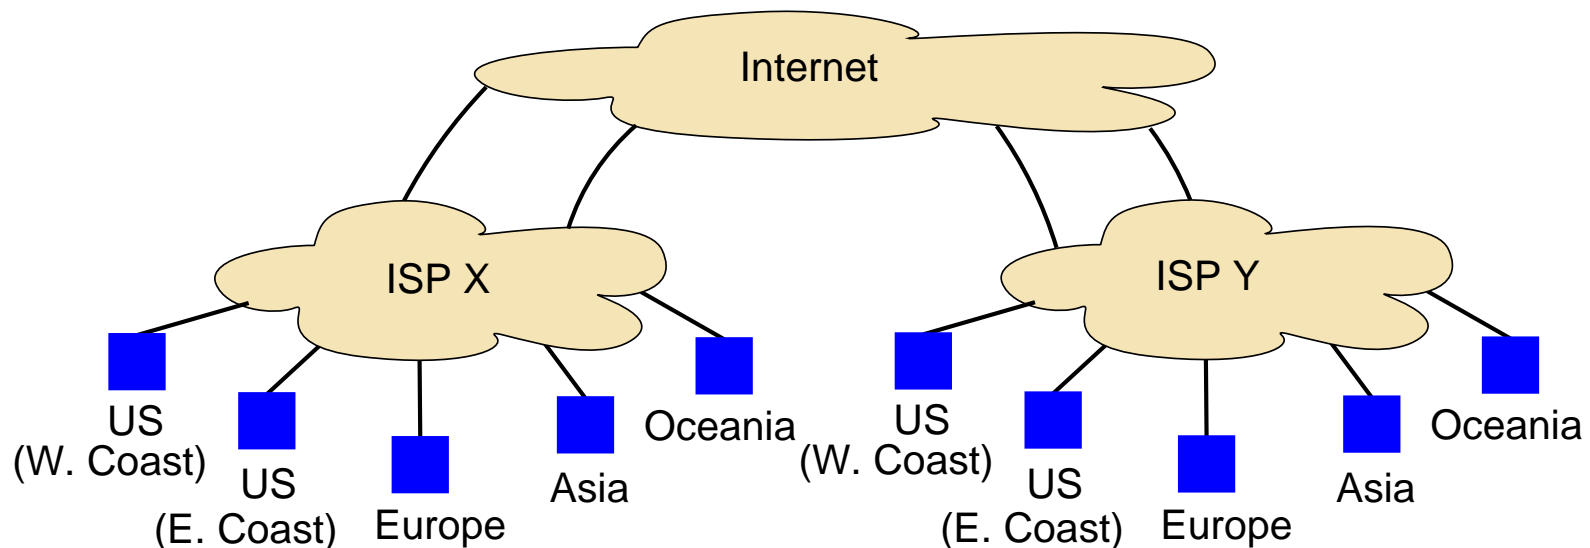 Internet
ISP X
ISP Y
US
(W. Coast)
US
(E. Coast)
Europe
Asia
Oceania
US
(W. Coast)
US
(E. Coast)
Europe
Asia
Oceania